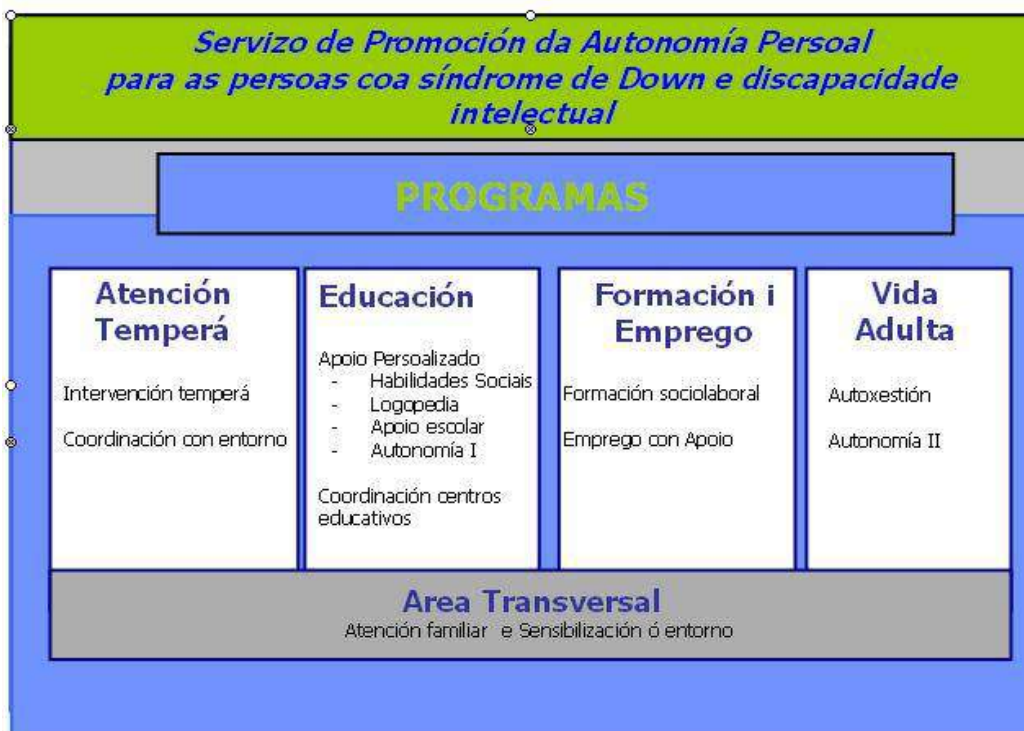 Servizo de Promoción da Autonomía Persoal
para as persoas coa síndrome de Down e discapacidade
intelectual
PROGRAMAS
Atención
Temperá
Intervención temperá
Coordinación con entorno
Educación
Apoio Persoalizado
- Habilidades Sociais
- Logopedia
- Apoio escolar
- Autonomía I
Coordinación centros
educativos
Formación i
Emprego
Formación sociolaboral
Emprego con Apoio
Vida
Adulta
Autoxestión
Autonomía II
Area Transversal
Atención familiar e Sensibilización ó entorno